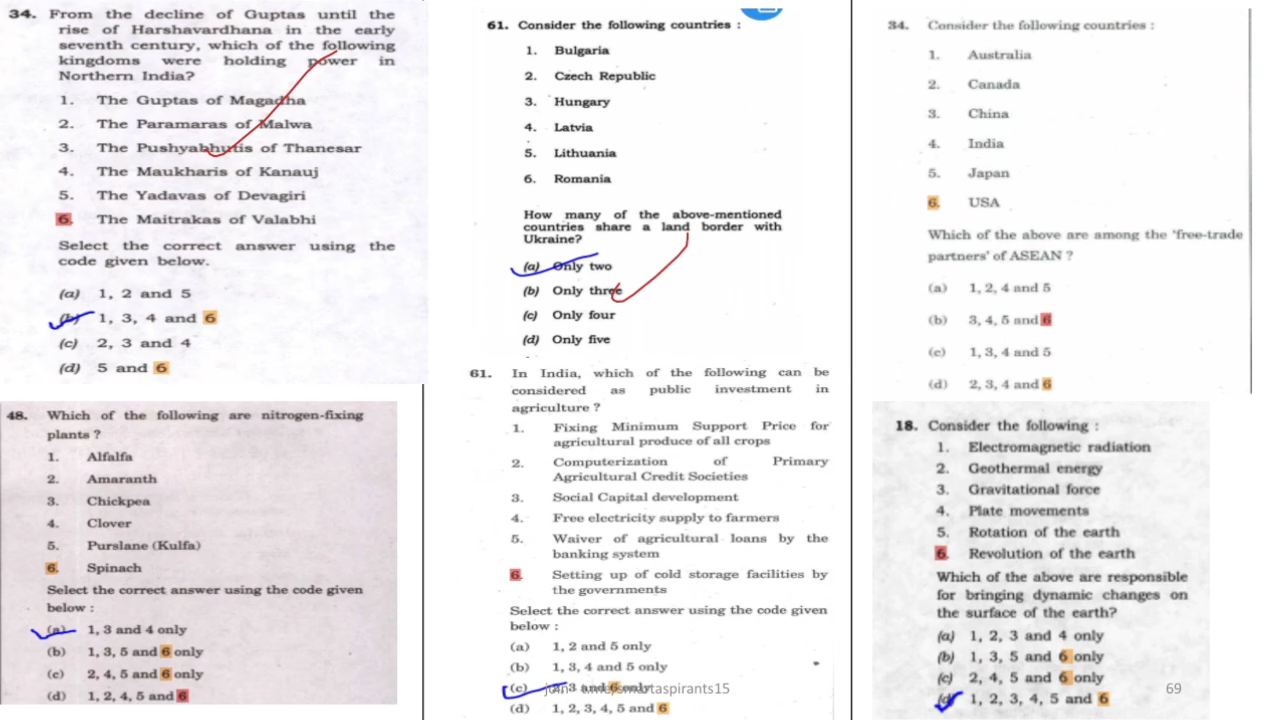 34. From the decline of Guptas until the
rise of Harshavardhana in the early
seventh century, which of the following
kingdoms were holding power in
Northern India?
1. The Guptas of Magadha
2. The Paramaras of Malwa
3. The Pushyabhutis of Thanesar
4. The Maukharis of Kanauj
5. The Yadavas of Devagiri
6. The Maitrakas of Valabhi
Select the correct answer using the
code given below.
(a) 1, 2 and 5
(b) 1, 3, 4 and 6
(c) 2, 3 and 4
(d) 5 and 6
48. Which of the following are nitrogen-fixing
plants ?
1. Alfalfa
2. Amaranth
3. Chickpea
4. Clover
5. Purslane (Kulfa)
6. Spinach
Select the correct answer using the code given
below :
(a) 1, 3 and 4 only
(b) 1, 3, 5 and 6 only
(c) 2, 4, 5 and 6 only
(d) 1, 2, 4, 5 and 6
61. Consider the following countries :
1. Bulgaria
2. Czech Republic
3. Hungary
4. Latvia
5. Lithuania
6. Romania
How many of the above-mentioned
countries share a land border with
Ukraine?
(a) Only two
(b) Only three
(c) Only four
(d) Only five
61. In India, which of the following can be
considered as public investment in
agriculture ?
1. Fixing Minimum Support Price for
agricultural produce of all crops
2. Computerization of Primary
Agricultural Credit Societies
3. Social Capital development
4. Free electricity supply to farmers
5. Waiver of agricultural loans by the
banking system
6. Setting up of cold storage facilities by
the governments
Select the correct answer using the code given
below :
(a) 1, 2 and 5 only
(b) 1, 3, 4 and 5 only
(c) 3 and 6 only
(d) 1, 2, 3, 4, 5 and 6
34. Consider the following countries :
1. Australia
2. Canada
3. China
4. India
5. Japan
6. USA
Which of the above are among the 'free-trade
partners' of ASEAN ?
(a) 1, 2, 4 and 5
(b) 3, 4, 5 and 6
(c) 1, 3, 4 and 5
(d) 2, 3, 4 and 6
18. Consider the following :
1. Electromagnetic radiation
2. Geothermal energy
3. Gravitational force
4. Plate movements
5. Rotation of the earth
6. Revolution of the earth
Which of the above are responsible
for bringing dynamic changes on
the surface of the earth?
(a) 1, 2, 3 and 4 only
(b) 1, 3, 5 and 6 only
(c) 2, 4, 5 and 6 only
(d) 1, 2, 3, 4, 5 and 6
69